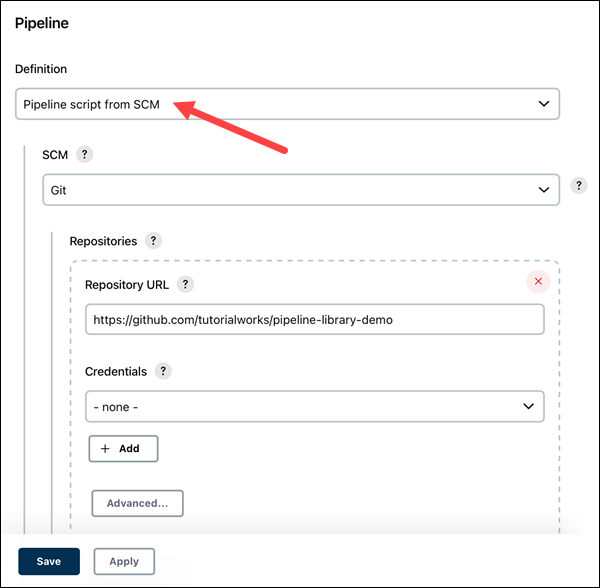 Pipeline
Definition
Pipeline script from SCM
SCM ?
Git
?
Repositories ?
Repository URL ?
https://github.com/tutorialworks/pipeline-library-demo
Credentials ?
- none -
+ Add
Advanced...
Save Apply